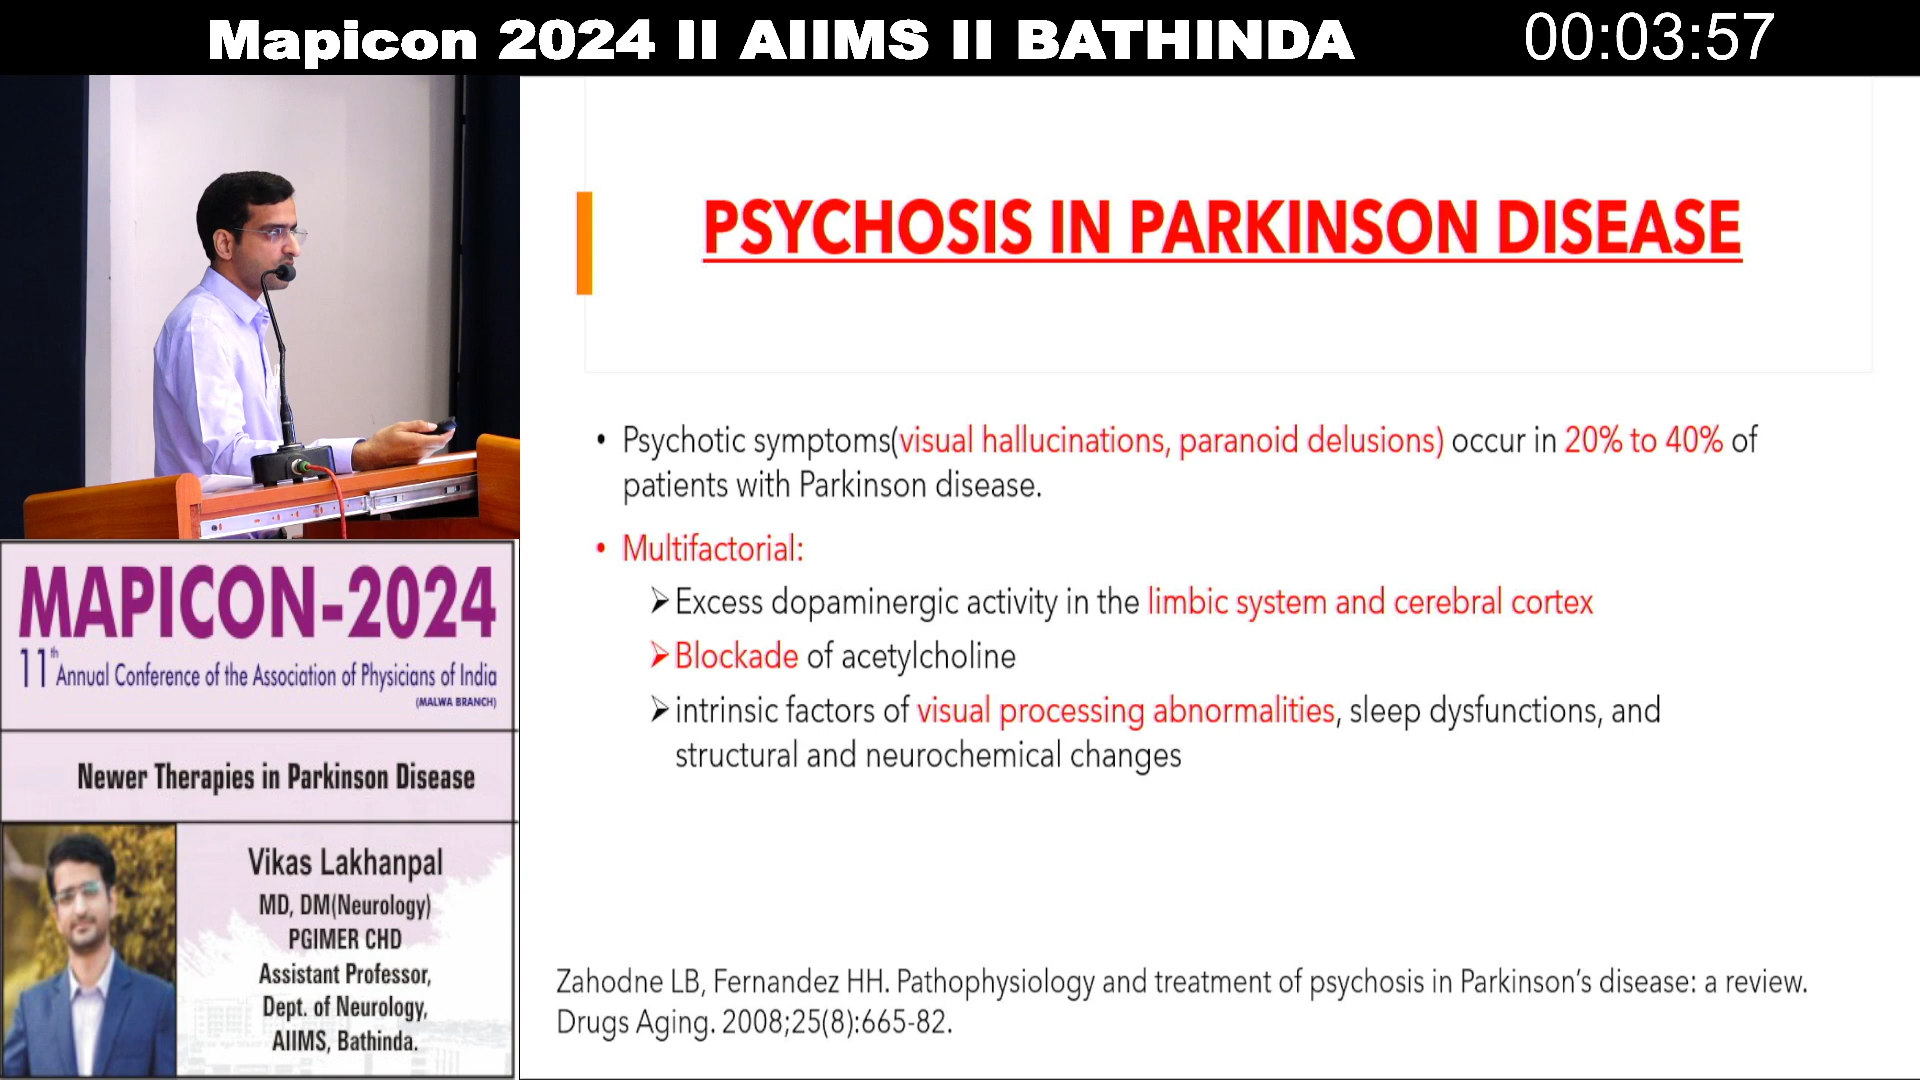 Mapicon 2024 II AIIMS II BATHINDA
00:03:57
PSYCHOSIS IN PARKINSON DISEASE
• Psychotic symptoms(visual hallucinations, paranoid delusions) occur in 20% to 40% of
patients with Parkinson disease.
• Multifactorial:
➢Excess dopaminergic activity in the limbic system and cerebral cortex
➢Blockade of acetylcholine
➢intrinsic factors of visual processing abnormalities, sleep dysfunctions, and
structural and neurochemical changes
Zahodne LB, Fernandez HH. Pathophysiology and treatment of psychosis in Parkinson’s disease: a review.
Drugs Aging. 2008;25(8):665-82.
MAPICON-2024
11th Annual Conference of the Association of Physicians of India
(MALWA BRANCH)
Newer Therapies in Parkinson Disease
Vikas Lakhanpal
MD, DM(Neurology)
PGIMER CHD
Assistant Professor,
Dept. of Neurology,
AIIMS, Bathinda.